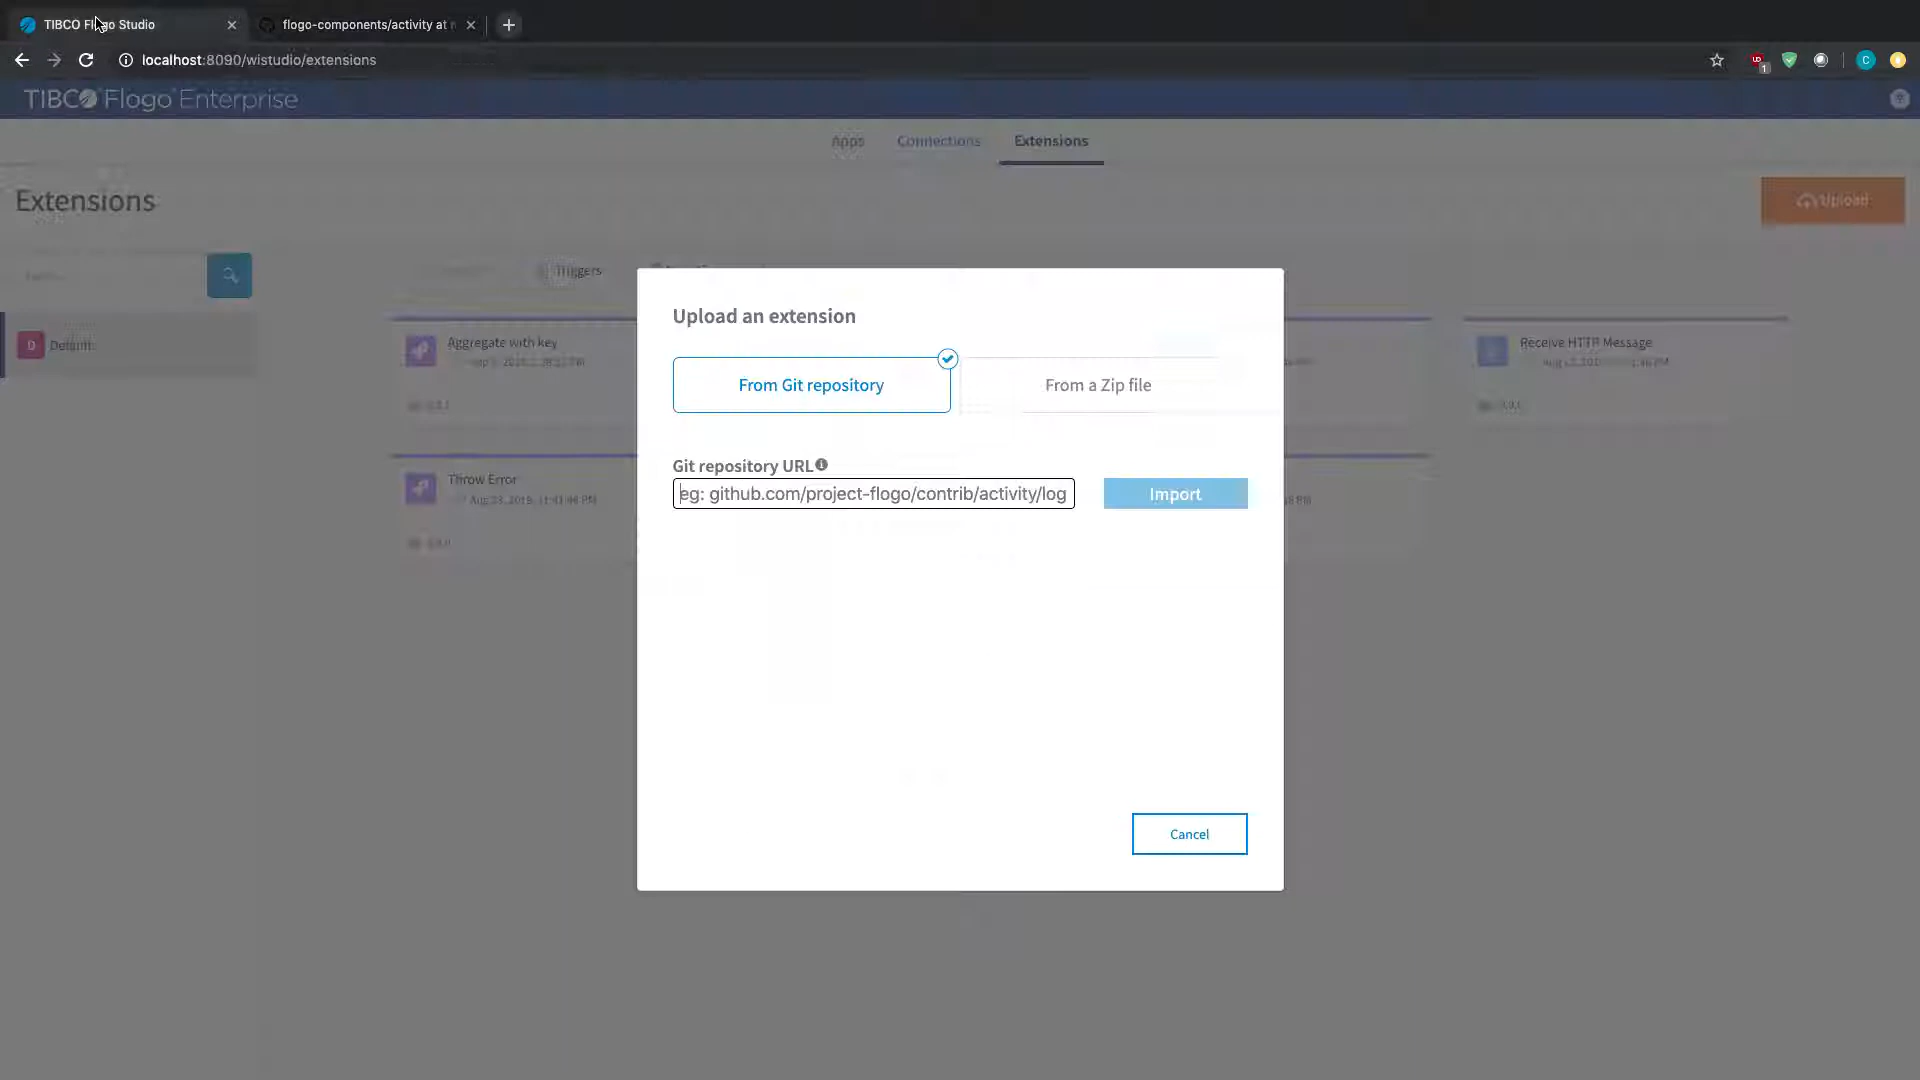 TIBCO Flogo Studio
flogo-components/activity at
localhost:8090/wistudio/extensions
1
C
TIBCO Flogo Enterprise
Apps
Connections
Extensions
Extensions
Upload
Triggers
D
Default
Aggregate with key
Receive HTTP Message
Throw Error
Upload an extension
From Git repository
From a Zip file
Git repository URL
eg: github.com/project-flogo/contrib/activity/log
Import
Cancel